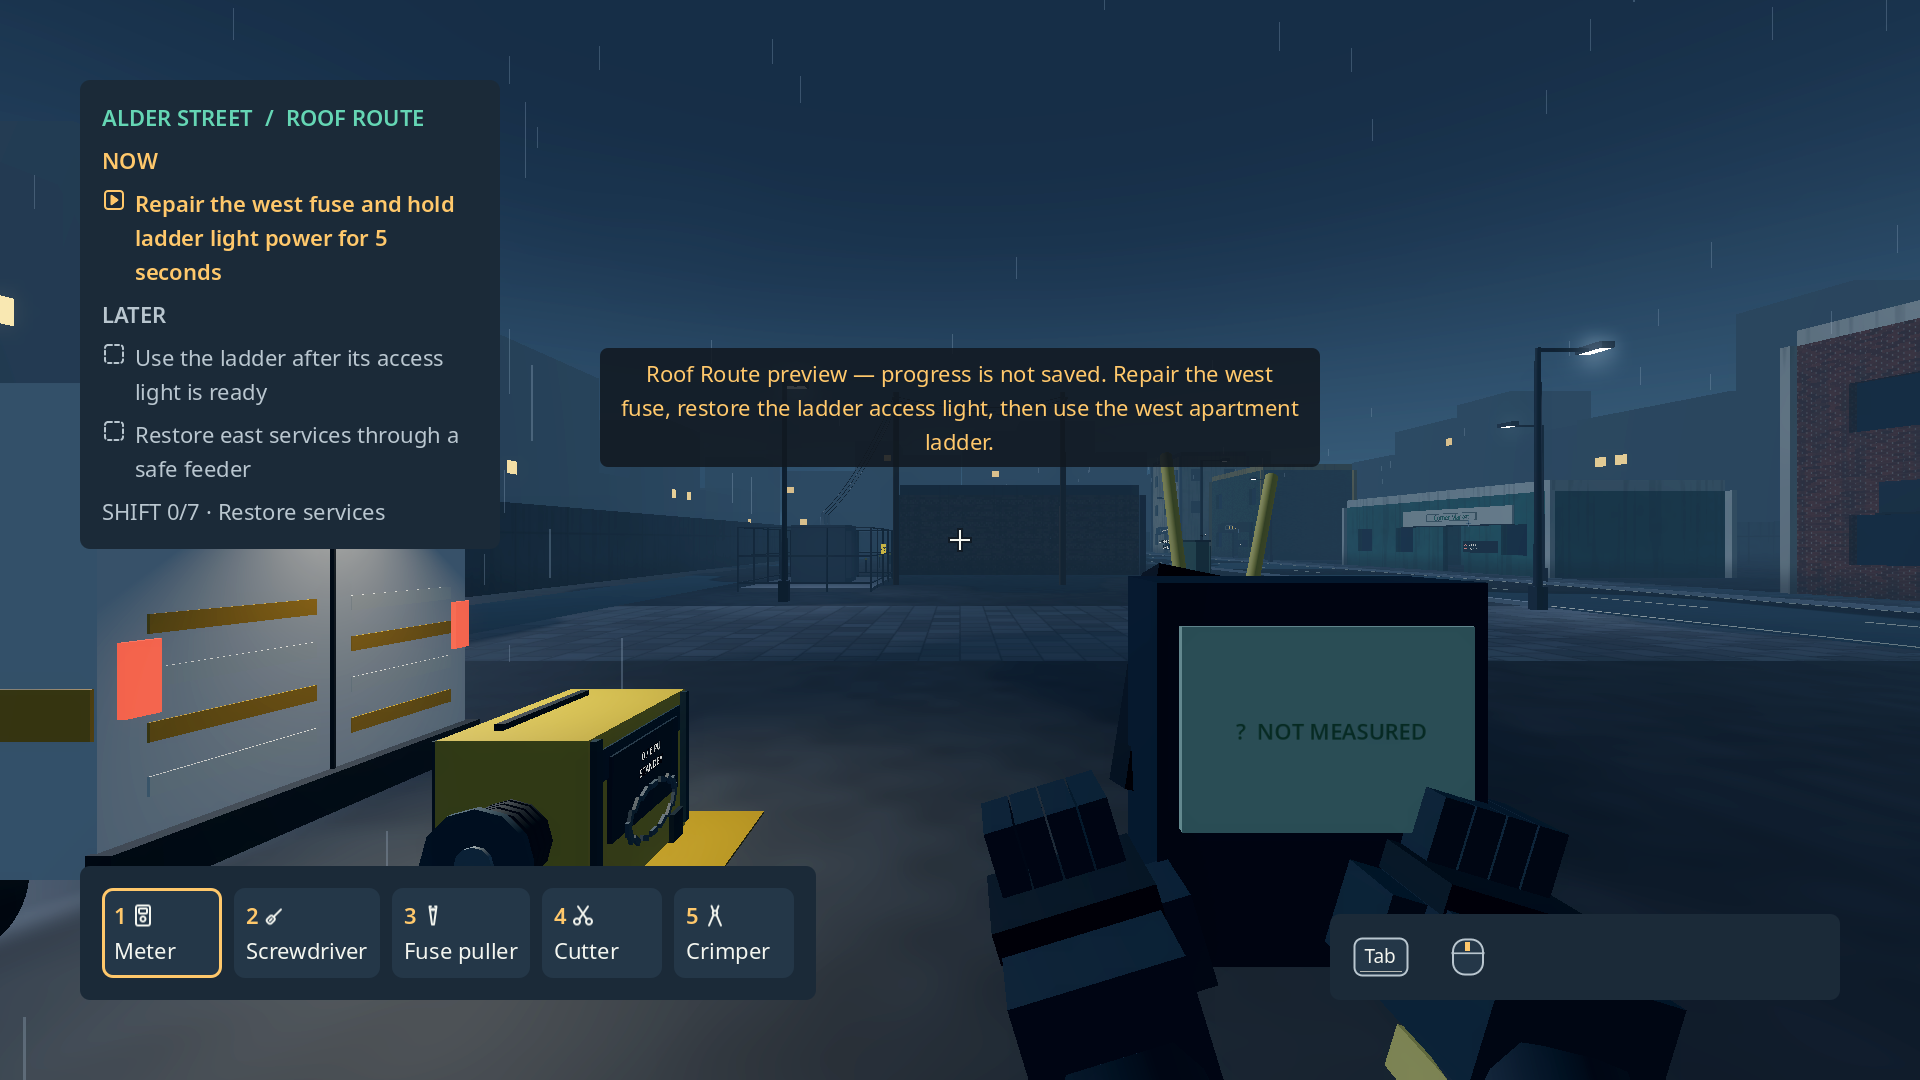 ALDER STREET / ROOF ROUTE
NOW
Repair the west fuse and hold
ladder light power for 5
seconds
LATER
Use the ladder after its access
light is ready
Restore east services through a
safe feeder
SHIFT 0/7 · Restore services
Roof Route preview — progress is not saved. Repair the west
fuse, restore the ladder access light, then use the west apartment
ladder.
? NOT MEASURED
1
Meter
2
Screwdriver
3
Fuse puller
4
Cutter
5
Crimper
Tab